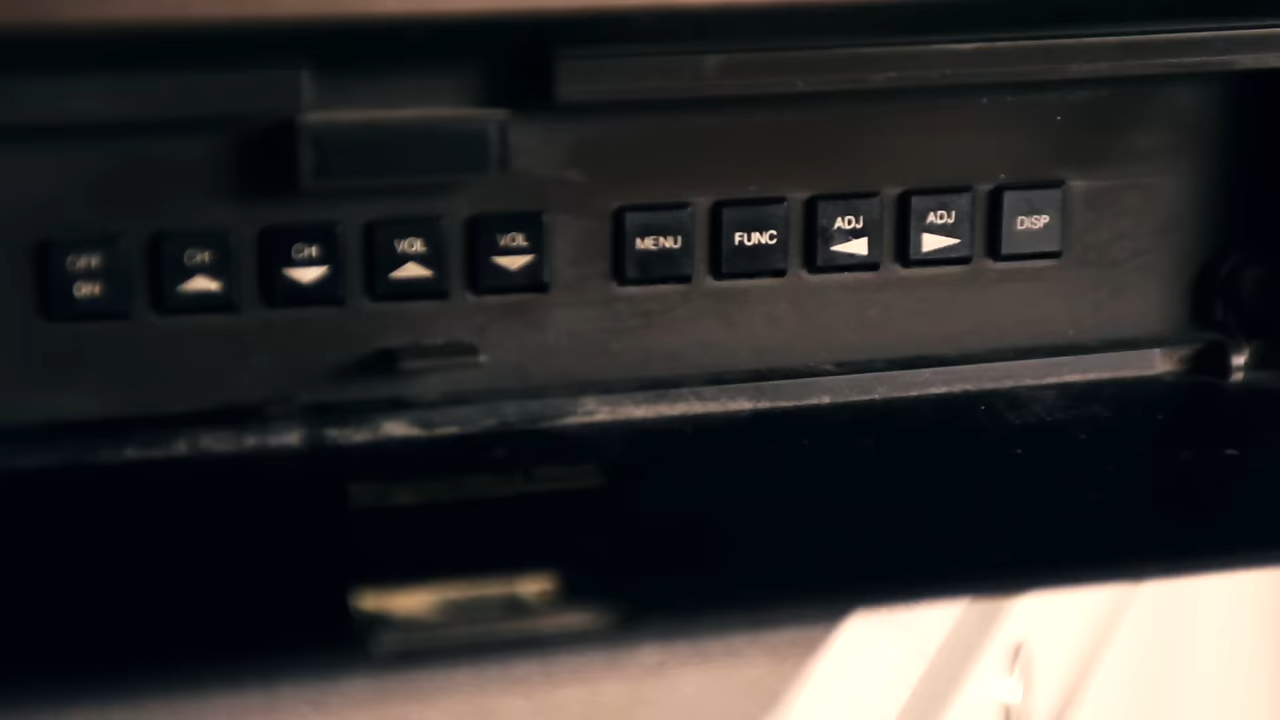 OFF
ON
CH
CH
VOL
VOL
MENU
FUNC
ADJ
ADJ
DISP